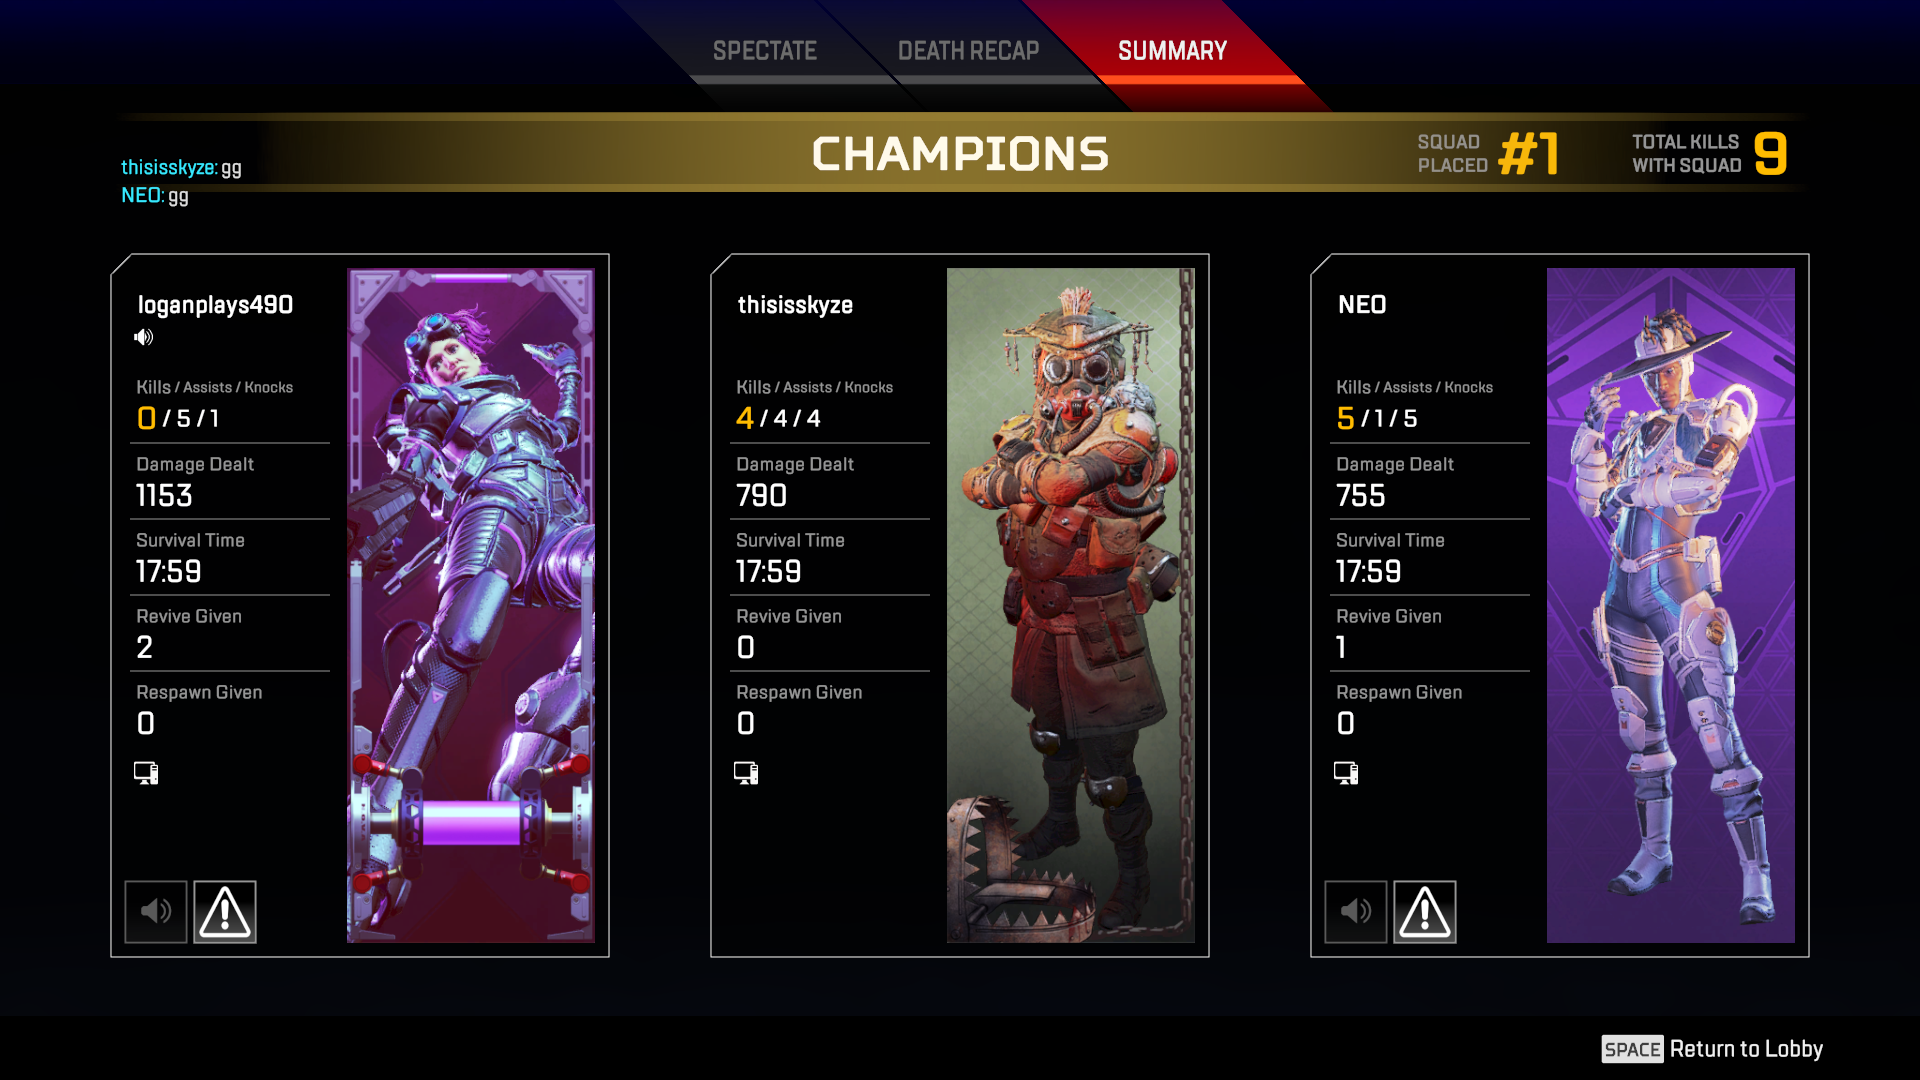 SPECTATE
DEATH RECAP
SUMMARY
CHAMPIONS
SQUAD
PLACED
#1
TOTAL KILLS
WITH SQUAD
9
thisisskyze: gg
NEO: gg
loganplays490
Kills / Assists / Knocks
0 / 5 / 1
Damage Dealt
1153
Survival Time
17:59
Revive Given
2
Respawn Given
0
thisisskyze
Kills / Assists / Knocks
4 / 4 / 4
Damage Dealt
790
Survival Time
17:59
Revive Given
0
Respawn Given
0
NEO
Kills / Assists / Knocks
5 / 1 / 5
Damage Dealt
755
Survival Time
17:59
Revive Given
1
Respawn Given
0
SPACE Return to Lobby